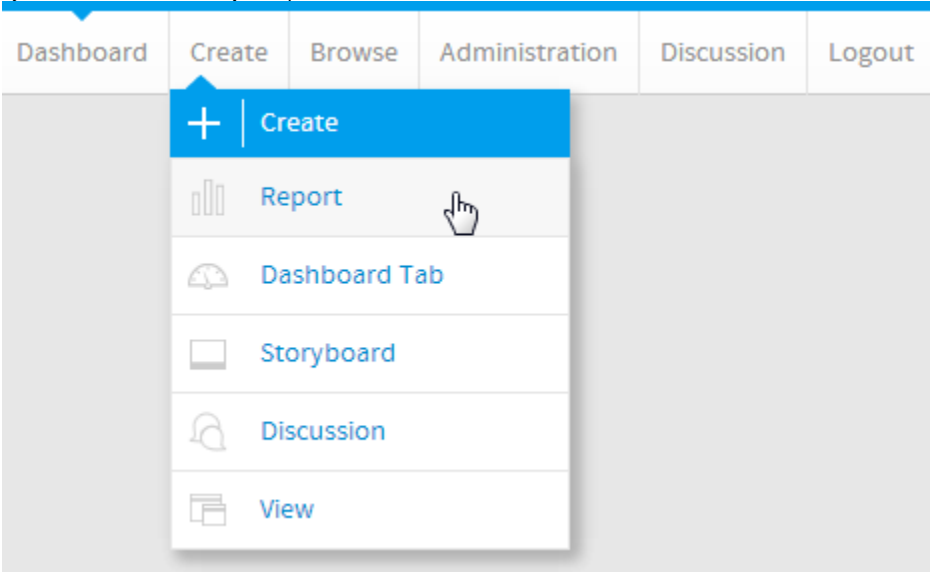 Dashboard Create Browse Administration Discussion Logout
Create
Report
Dashboard Tab
Storyboard
Discussion
View